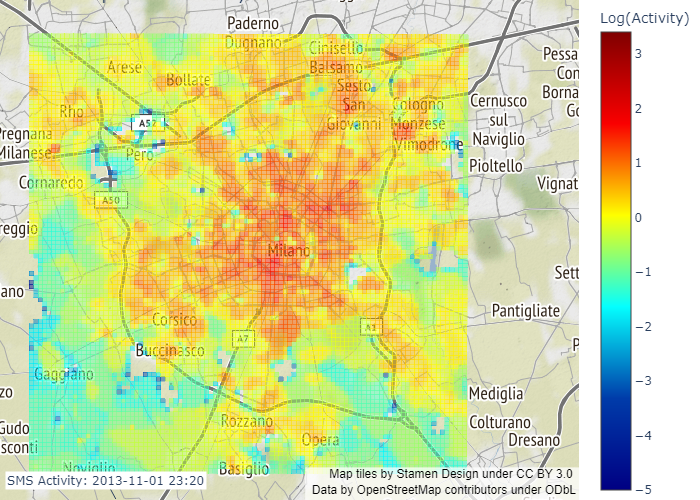 Log(Activity)
3
2
1
0
−1
−2
−3
−4
−5
Paderno
Dugnano
Cinisello
Balsamo
Arese
Bollate
Sesto
San
Giovanni
Rho
A52
Cologno
Monzese
Vimodrone
Cernusco
sul
Naviglio
Pessa
Con
Borna
Go
Pregnana
Milanese
Pero
Pioltello
Cornaredo
Vignat
A50
reggio
Milano
Sett
ano
Pantigliate
Corsico
A7
A1
Buccinasco
P
Gaggiano
zo
Mediglia
Rozzano
Colturano
Gudo
sconti
Opera
Dresano
Noviglio
Basiglio
SMS Activity: 2013-11-01 23:20
Map tiles by Stamen Design under CC BY 3.0
Data by OpenStreetMap contributors under ODbL